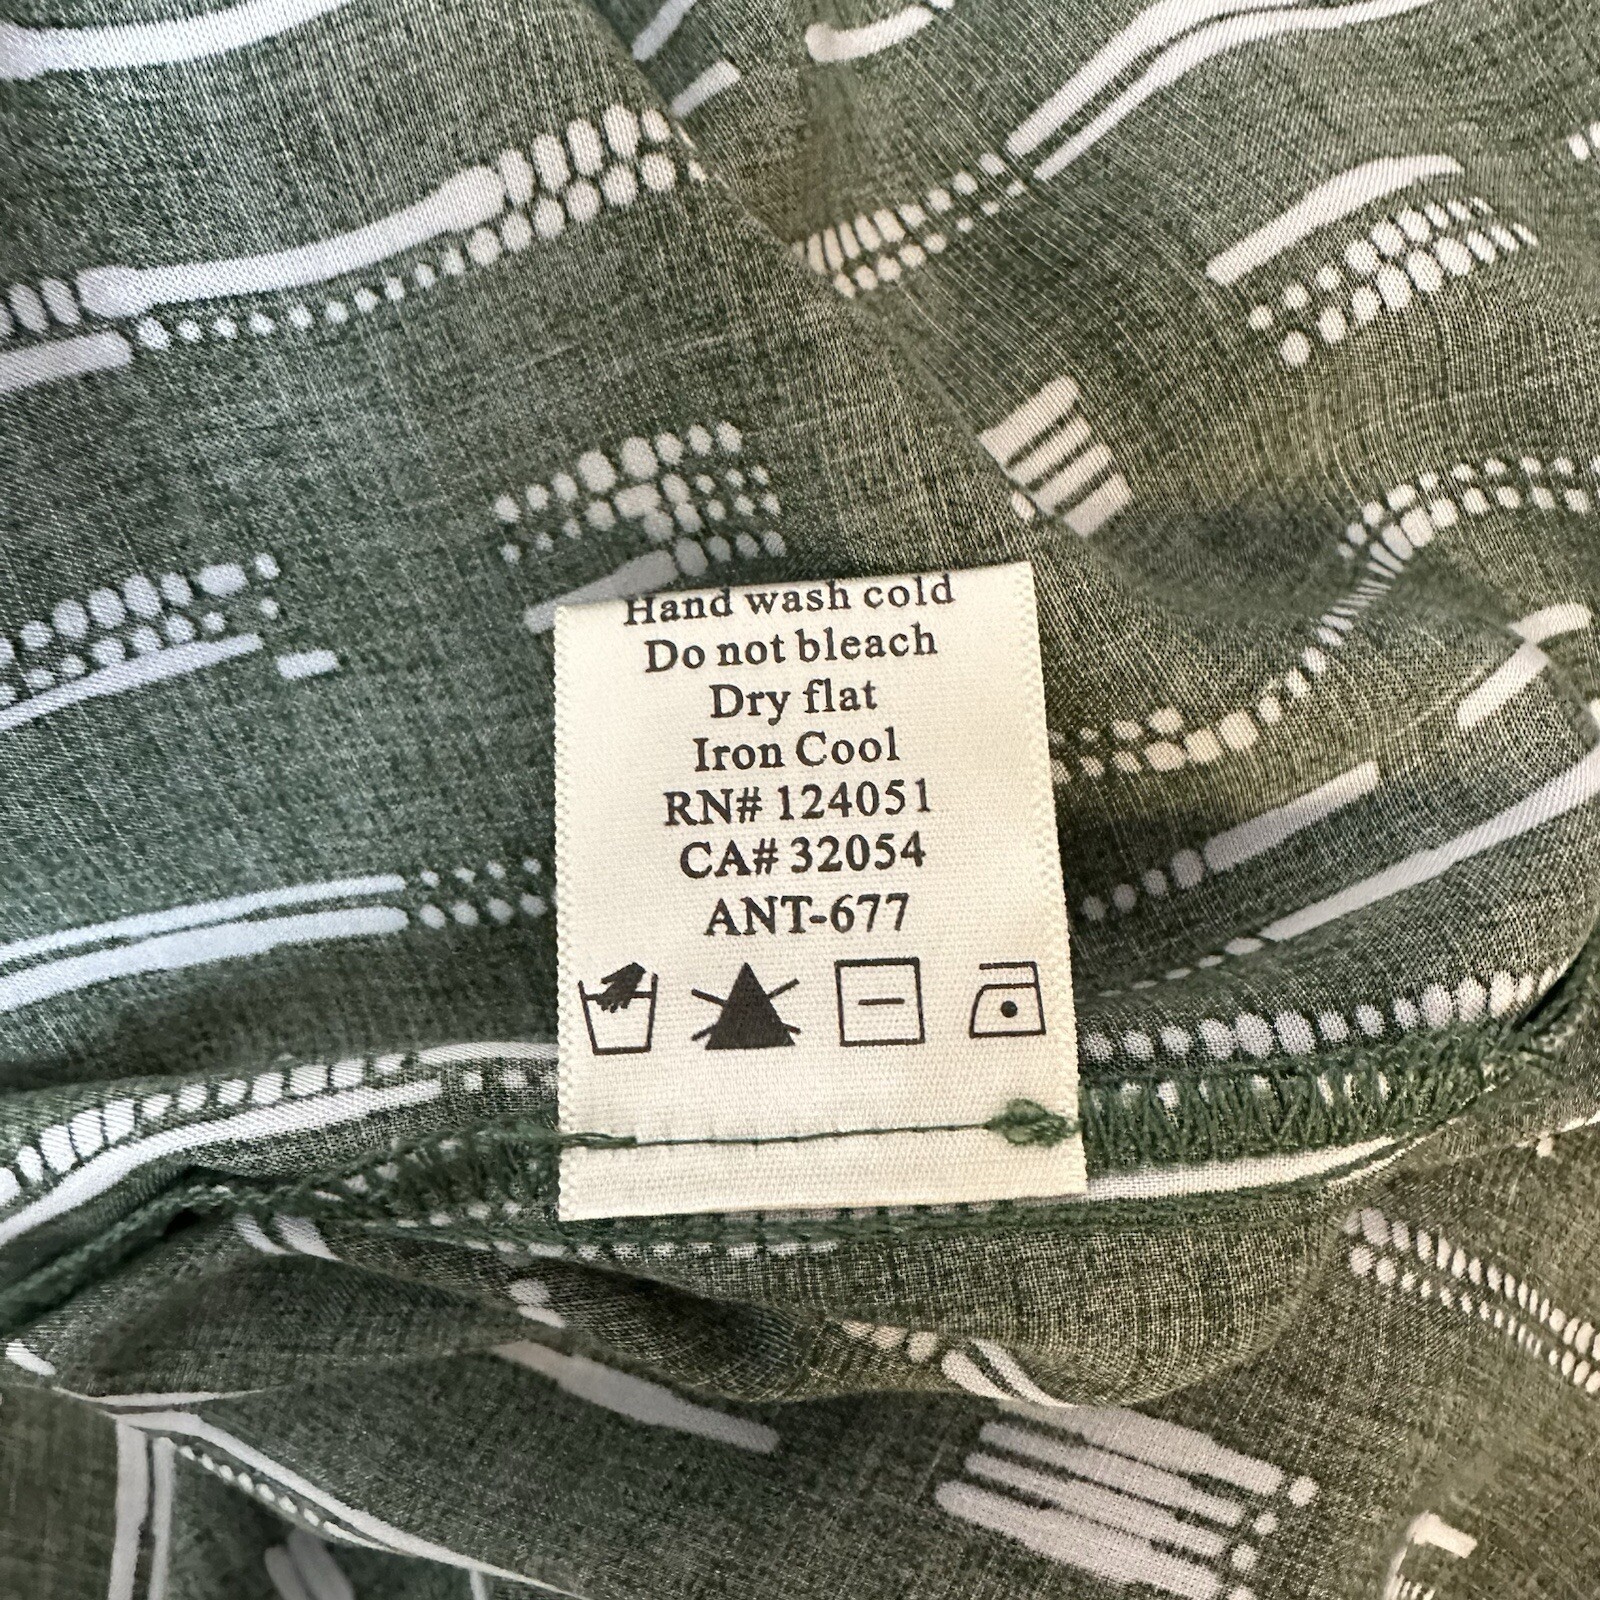 Hand wash cold
Do not bleach
Dry flat
Iron Cool
RN# 124051
CA# 32054
ANT-677